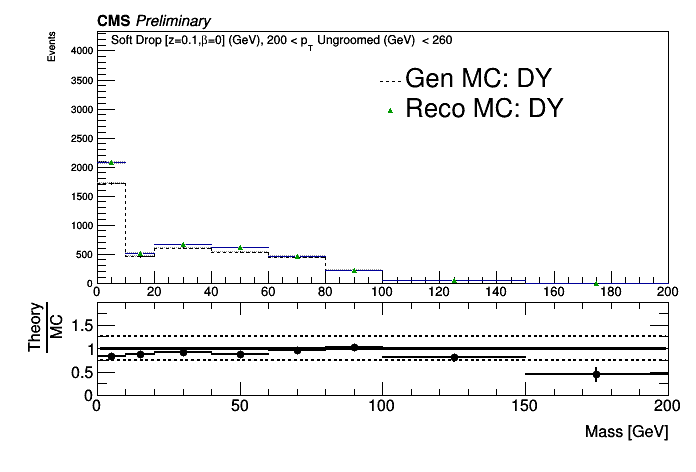 CMS Preliminary
Events
Soft Drop [z=0.1,β=0] (GeV), 200 < p_T Ungroomed (GeV) < 260
Gen MC: DY
Reco MC: DY
4000
3500
3000
2500
2000
1500
1000
500
0
0 20 40 60 80 100 120 140 160 180 200
Theory
MC
1.5
1
0.5
0
0 50 100 150 200
Mass [GeV]